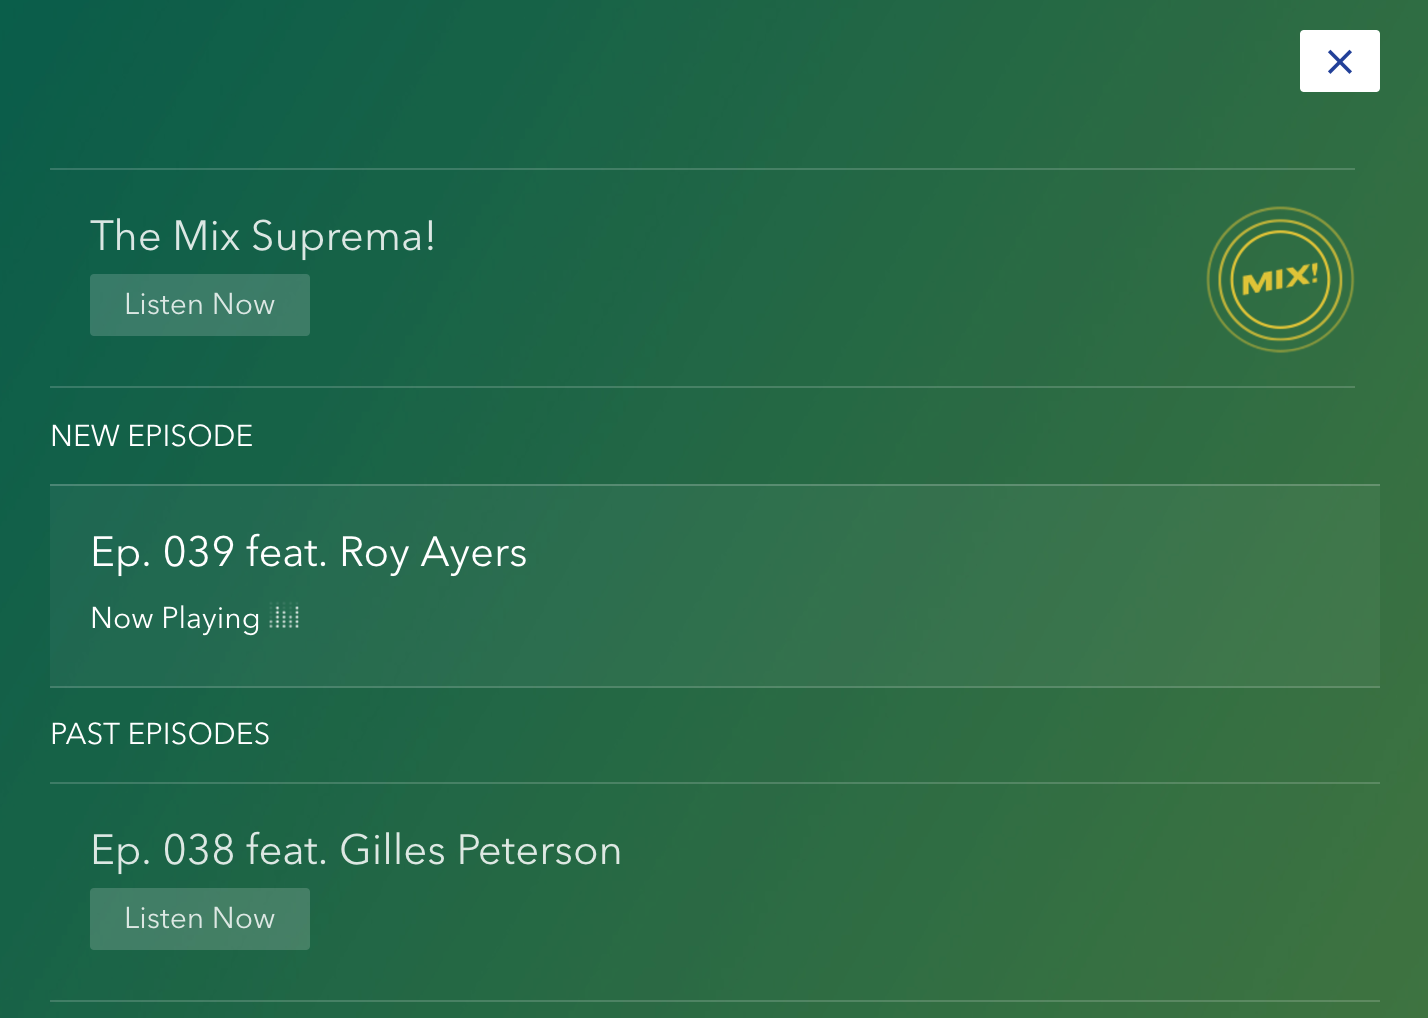 The Mix Suprema!
Listen Now
MIX!
NEW EPISODE
Ep. 039 feat. Roy Ayers
Now Playing
PAST EPISODES
Ep. 038 feat. Gilles Peterson
Listen Now